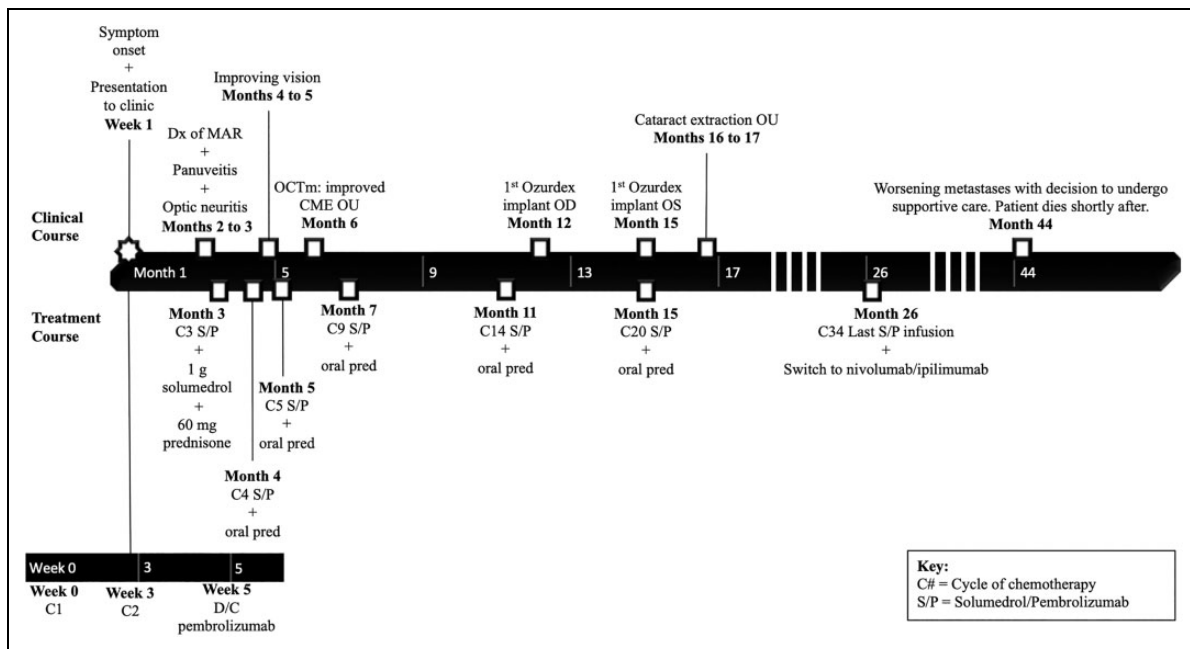 Symptom
onset
+
Presentation
to clinic
Week 1
Dx of MAR
+
Panuveitis
+
Optic neuritis
Months 2 to 3
Improving vision
Months 4 to 5
OCTm: improved
CME OU
Month 6
1st Ozurdex
implant OD
Month 12
1st Ozurdex
implant OS
Month 15
Cataract extraction OU
Months 16 to 17
Worsening metastases with decision to undergo
supportive care. Patient dies shortly after.
Month 44
Clinical
Course
Month 1
5
9
13
17
26
44
Treatment
Course
Month 3
C3 S/P
+
1 g
solumedrol
+
60 mg
prednisone
Month 4
C4 S/P
+
oral pred
Month 5
C5 S/P
+
oral pred
Month 7
C9 S/P
+
oral pred
Month 11
C14 S/P
+
oral pred
Month 15
C20 S/P
+
oral pred
Month 26
C34 Last S/P infusion
+
Switch to nivolumab/ipilimumab
Week 0
3
5
Week 0
C1
Week 3
C2
Week 5
D/C
pembrolizumab
Key:
C# = Cycle of chemotherapy
S/P = Solumedrol/Pembrolizumab